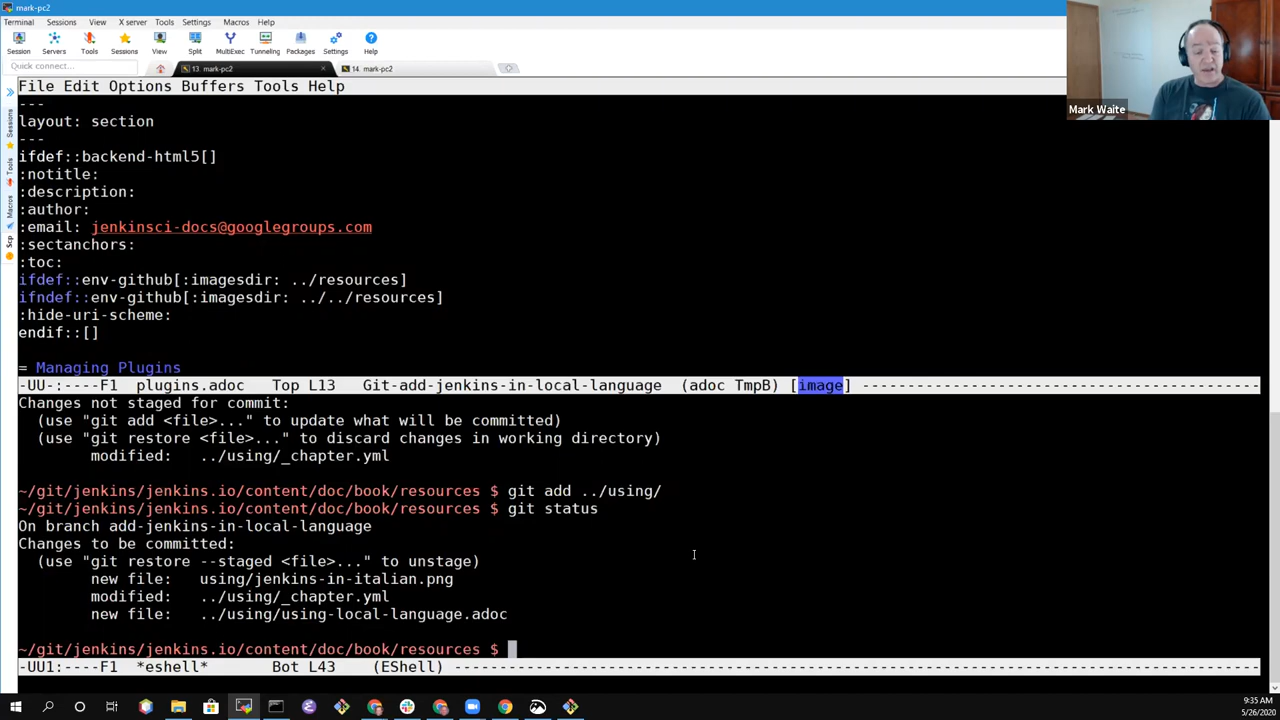 mark-pc2
Terminal Sessions View X server Tools Settings Macros Help
Session Servers Tools Sessions View Split MultiExec Tunneling Packages Settings Help
Quick connect...
13. mark-pc2
14. mark-pc2
Sessions
Tools
Macros
Scp
Mark Waite
File Edit Options Buffers Tools Help
---
layout: section
---
ifdef::backend-html5[]
:notitle:
:description:
:author:
:email: jenkinsci-docs@googlegroups.com
:sectanchors:
:toc:
ifdef::env-github[:imagesdir: ../resources]
ifndef::env-github[:imagesdir: ../../resources]
:hide-uri-scheme:
endif::[]
= Managing Plugins
-UU-:----F1 plugins.adoc Top L13 Git-add-jenkins-in-local-language (adoc TmpB) [image] ----------------------------------------------
Changes not staged for commit:
(use "git add <file>..." to update what will be committed)
(use "git restore <file>..." to discard changes in working directory)
modified: ../using/_chapter.yml
~/git/jenkins/jenkins.io/content/doc/book/resources $ git add ../using/
~/git/jenkins/jenkins.io/content/doc/book/resources $ git status
On branch add-jenkins-in-local-language
Changes to be committed:
(use "git restore --staged <file>..." to unstage)
new file: using/jenkins-in-italian.png
modified: ../using/_chapter.yml
new file: ../using/using-local-language.adoc
~/git/jenkins/jenkins.io/content/doc/book/resources $
-UU1:----F1 *eshell* Bot L43 (EShell) --------------------------------------------------------------------------------------------
9:35 AM
5/26/2020